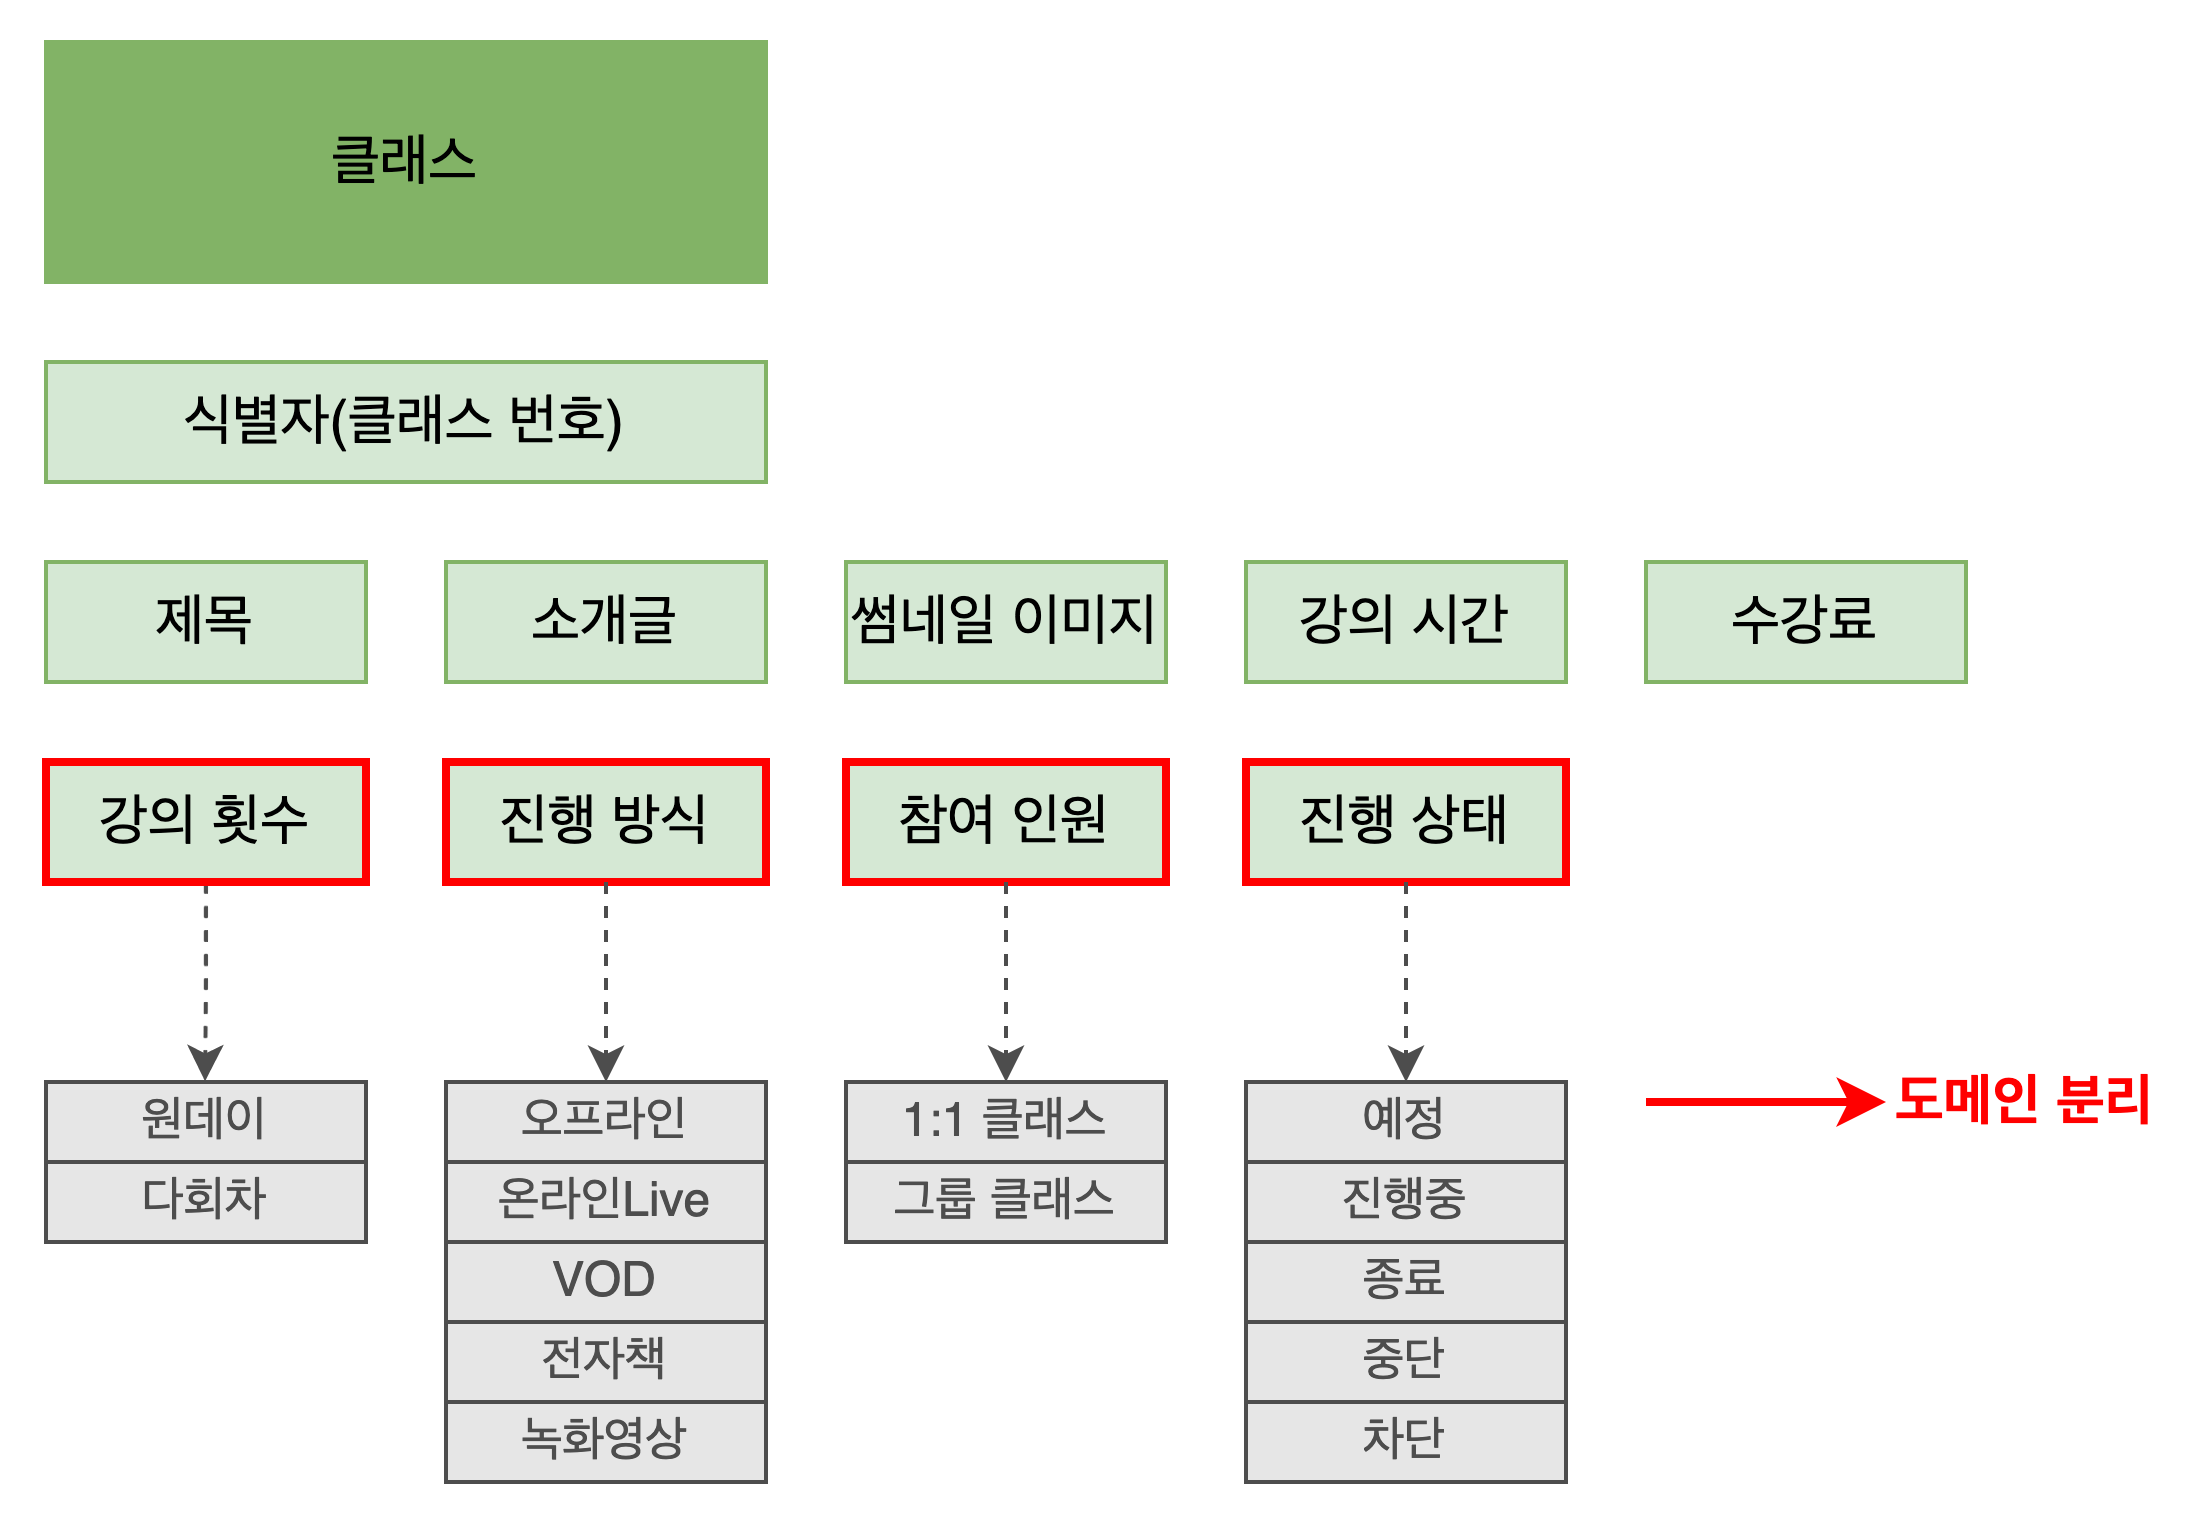 클래스
식별자(클래스 번호)
제목
소개글
썸네일 이미지
강의 시간
수강료
강의 횟수
진행 방식
참여 인원
진행 상태
원데이
다회차
오프라인
온라인Live
VOD
전자책
녹화영상
1:1 클래스
그룹 클래스
예정
진행중
종료
중단
차단
도메인 분리